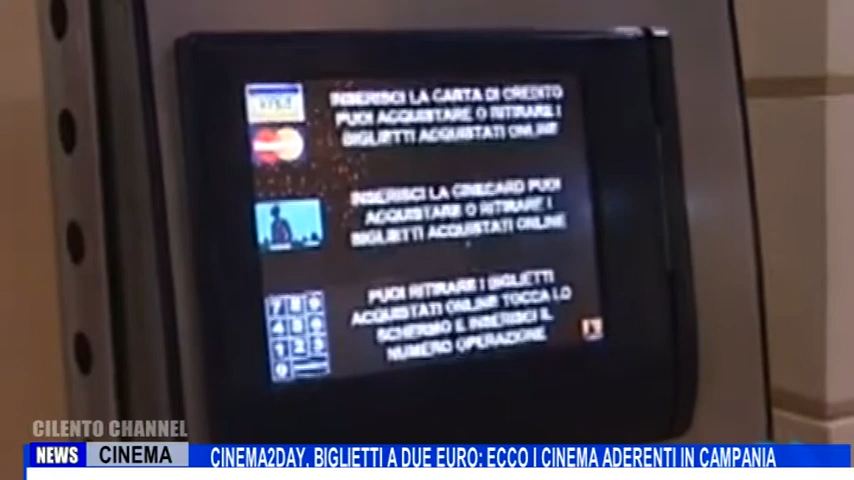 VISA
INSERISCI LA CARTA DI CREDITO
PUOI ACQUISTARE O RITIRARE I
BIGLIETTI ACQUISTATI ONLINE
INSERISCI LA CINECARD PUOI
ACQUISTARE O RITIRARE I
BIGLIETTI ACQUISTATI ONLINE
PUOI RITIRARE I BIGLIETTI
ACQUISTATI ONLINE TOCCA LO
SCHERMO E INSERISCI IL
NUMERO OPERAZIONE
7 8 9
4 5 6
1 2 3
0
CILENTO CHANNEL
NEWS CINEMA CINEMA2DAY, BIGLIETTI A DUE EURO: ECCO I CINEMA ADERENTI IN CAMPANIA